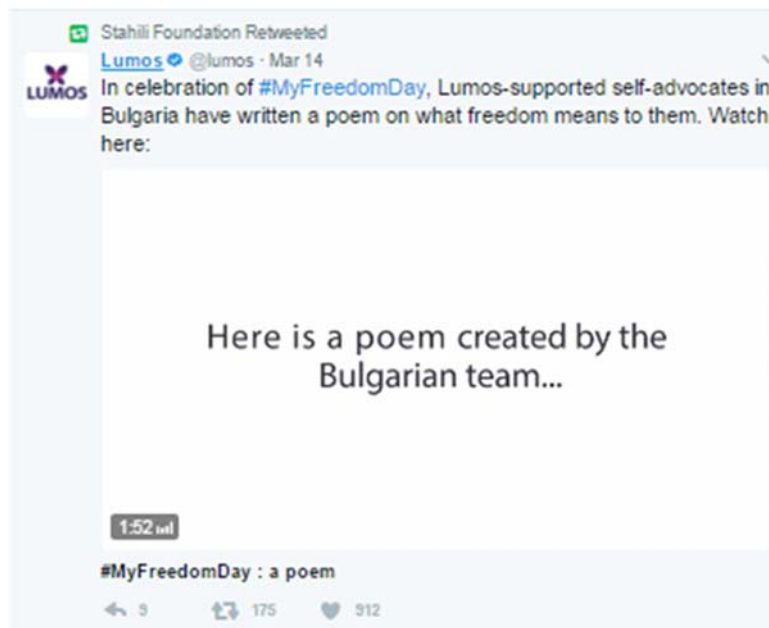 Stahili Foundation Retweeted
Lumos @lumos · Mar 14
LUMOS
In celebration of #MyFreedomDay, Lumos-supported self-advocates in
Bulgaria have written a poem on what freedom means to them. Watch
here:
Here is a poem created by the
Bulgarian team...
1:52
#MyFreedomDay : a poem
9 175 912